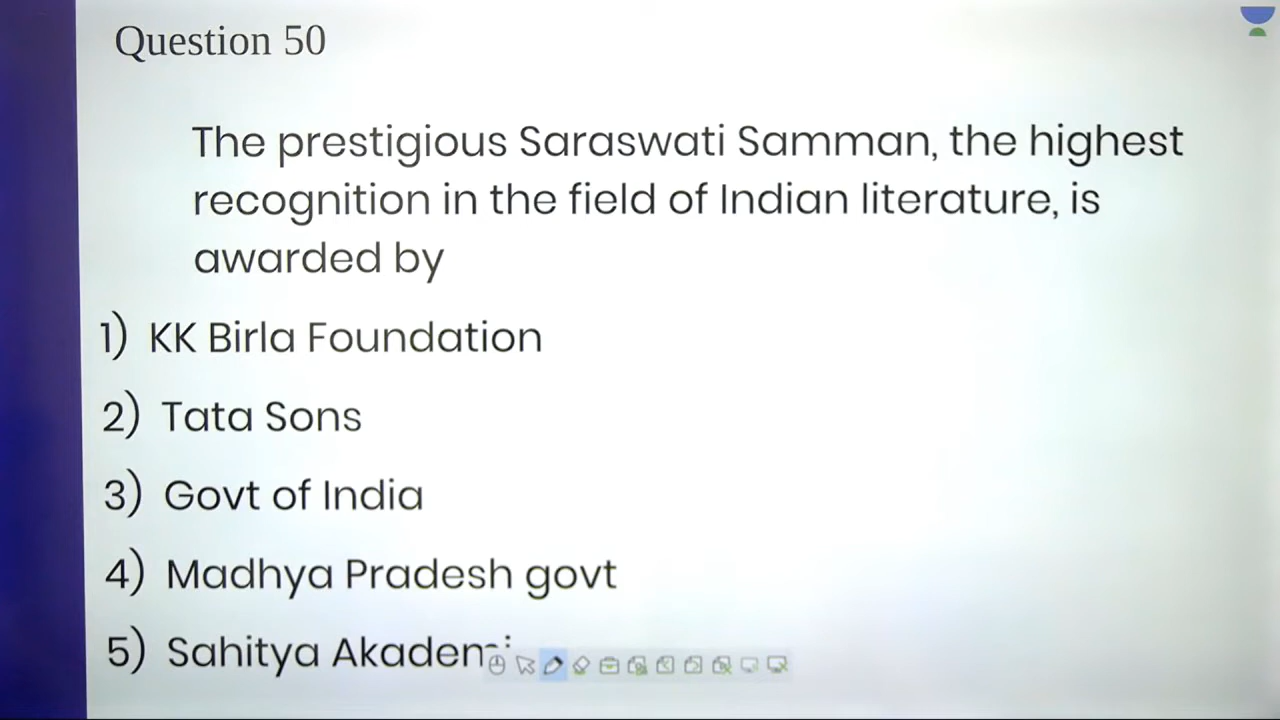 Question 50
The prestigious Saraswati Samman, the highest
recognition in the field of Indian literature, is
awarded by
1) KK Birla Foundation
2) Tata Sons
3) Govt of India
4) Madhya Pradesh govt
5) Sahitya Akademi